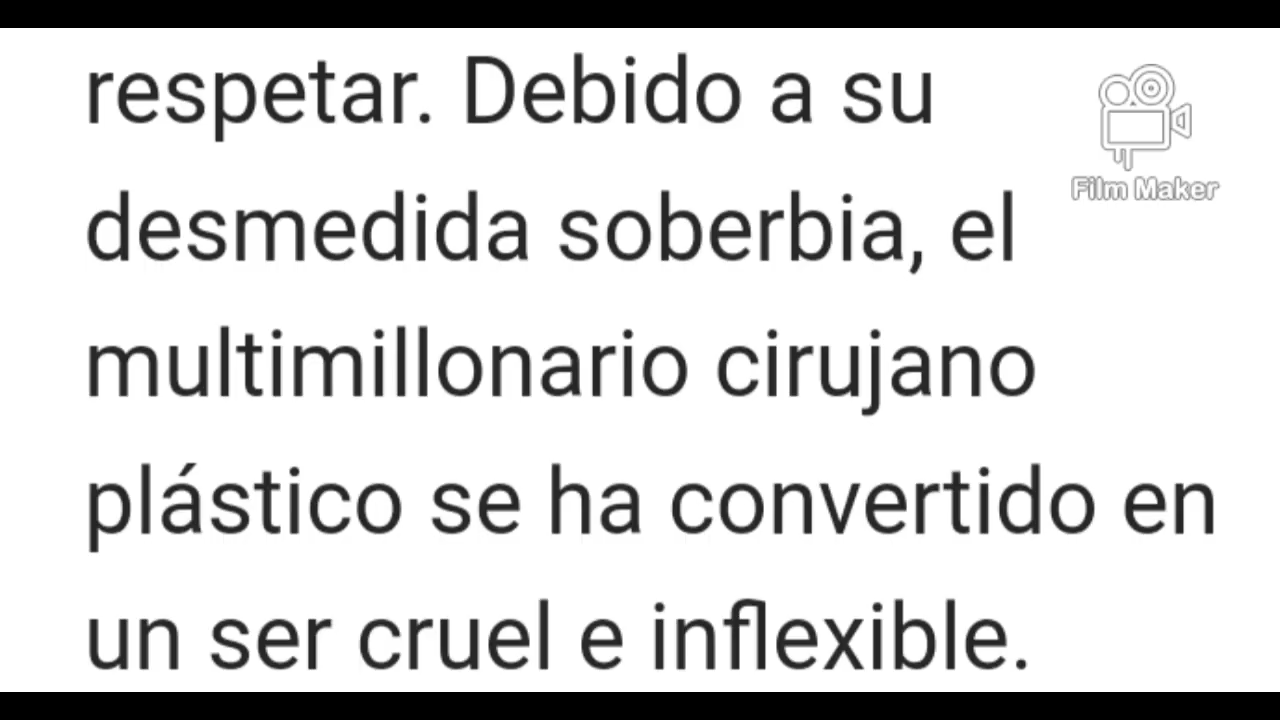 respetar. Debido a su
Film Maker
desmedida soberbia, el
multimillonario cirujano
plástico se ha convertido en
un ser cruel e inflexible.